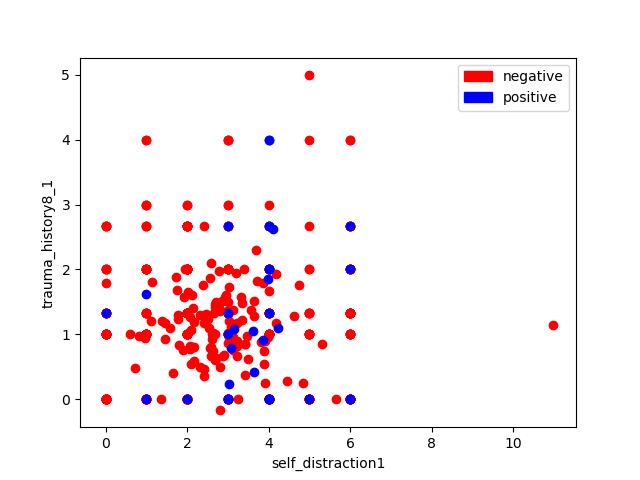 negative
positive
5
4
3
2
1
0
trauma_history8_1
0 2 4 6 8 10
self_distraction1